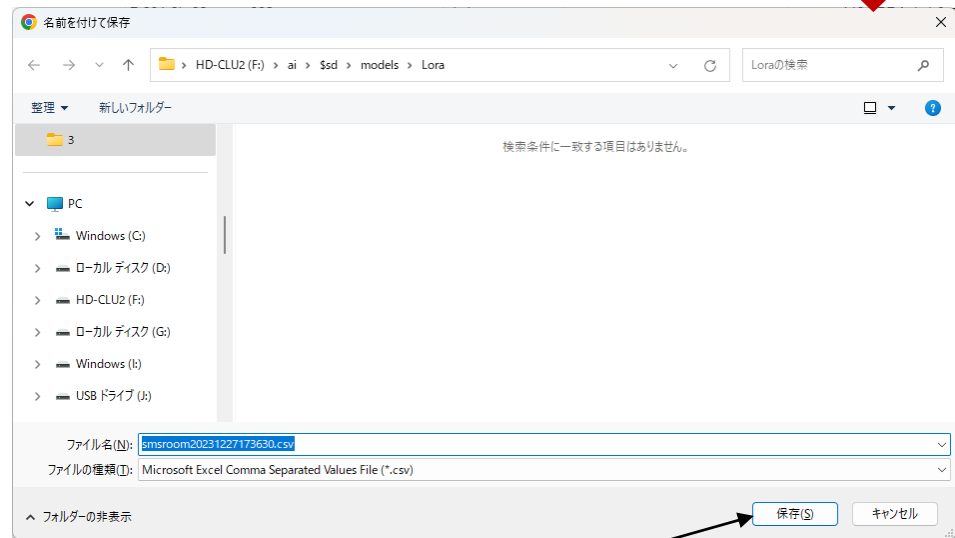 名前を付けて保存
HD-CLU2 (F:) › ai › $sd › models › Lora
Loraの検索
整理
新しいフォルダー
3
検索条件に一致する項目はありません。
PC
Windows (C:)
ローカル ディスク (D:)
HD-CLU2 (F:)
ローカル ディスク (G:)
Windows (I:)
USB ドライブ (J:)
ファイル名(N): smsroom20231227173630.csv
ファイルの種類(T): Microsoft Excel Comma Separated Values File (*.csv)
フォルダーの非表示
保存(S)
キャンセル